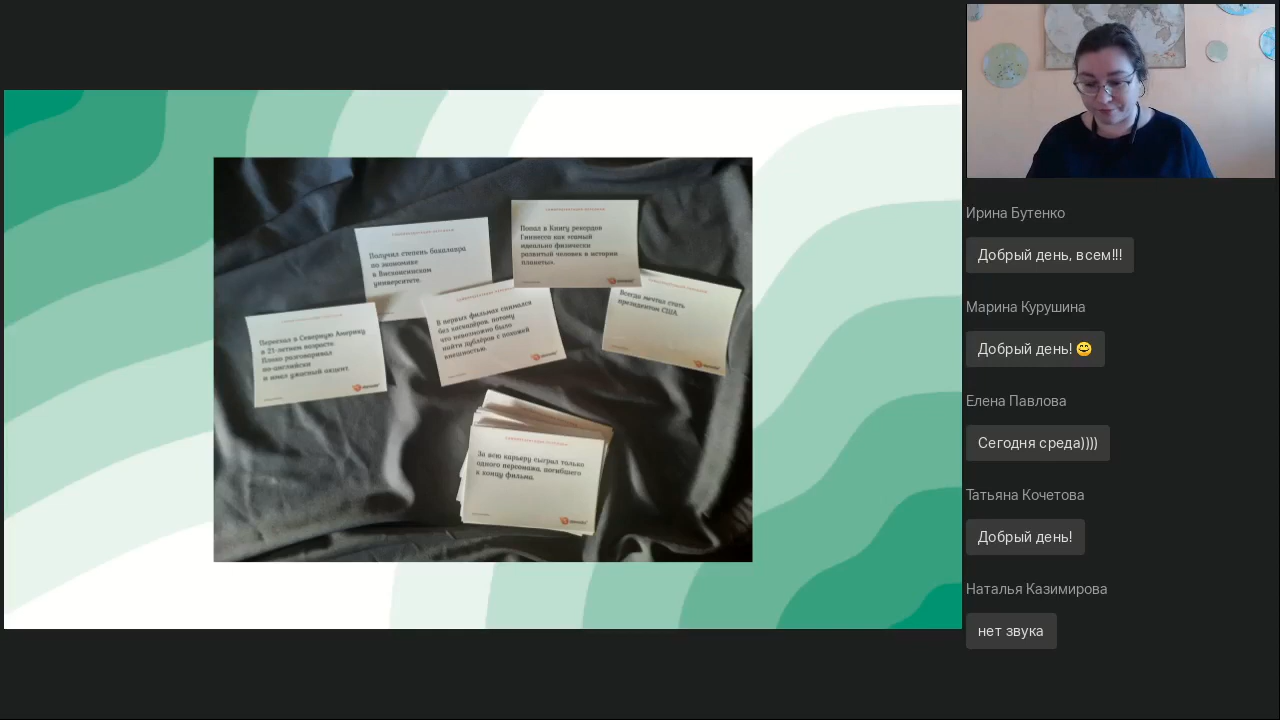 Получил степень бакалавра
по экономике
в Висконсинском
университете.
Попал в Книгу рекордов
Гиннесса как «самый
идеально физически
развитый человек в истории
планеты».
Переехал в Северную Америку
в 21-летнем возрасте.
Плохо разговаривал
по-английски
и имел ужасный акцент.
В первых фильмах снимался
без каскадёров, потому
что невозможно было
найти дублёров с похожей
внешностью.
Всегда мечтал стать
президентом США.
За всю карьеру сыграл только
одного персонажа, погибшего
к концу фильма.
Ирина Бутенко
Добрый день, всем!!!
Марина Курушина
Добрый день! 😊
Елена Павлова
Сегодня среда))))
Татьяна Кочетова
Добрый день!
Наталья Казимирова
нет звука